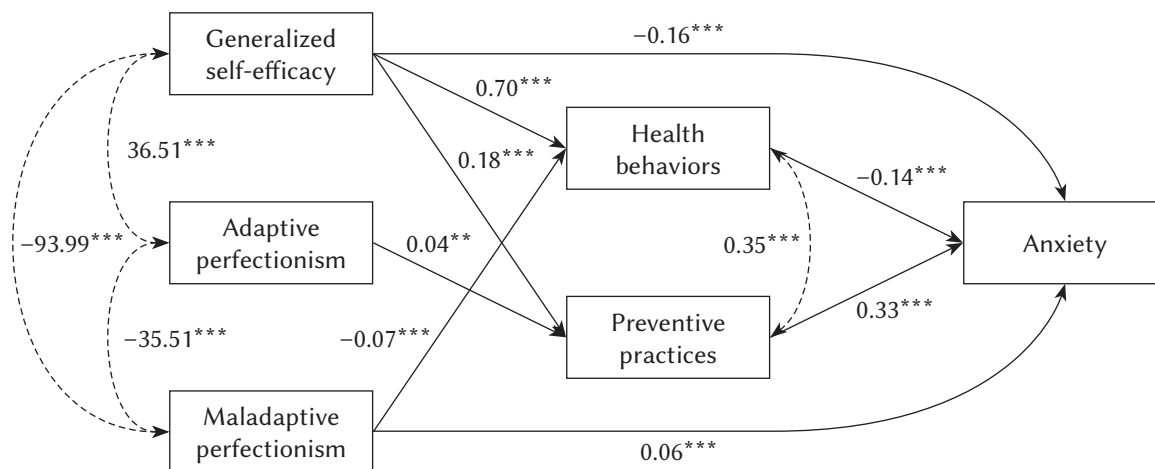 Generalized
self-efficacy
−0.16***
0.70***
Health
behaviors
36.51***
0.18***
−0.14***
Adaptive
perfectionism
−93.99***
0.04**
0.35***
Anxiety
Preventive
practices
0.33***
−35.51***
−0.07***
Maladaptive
perfectionism
0.06***